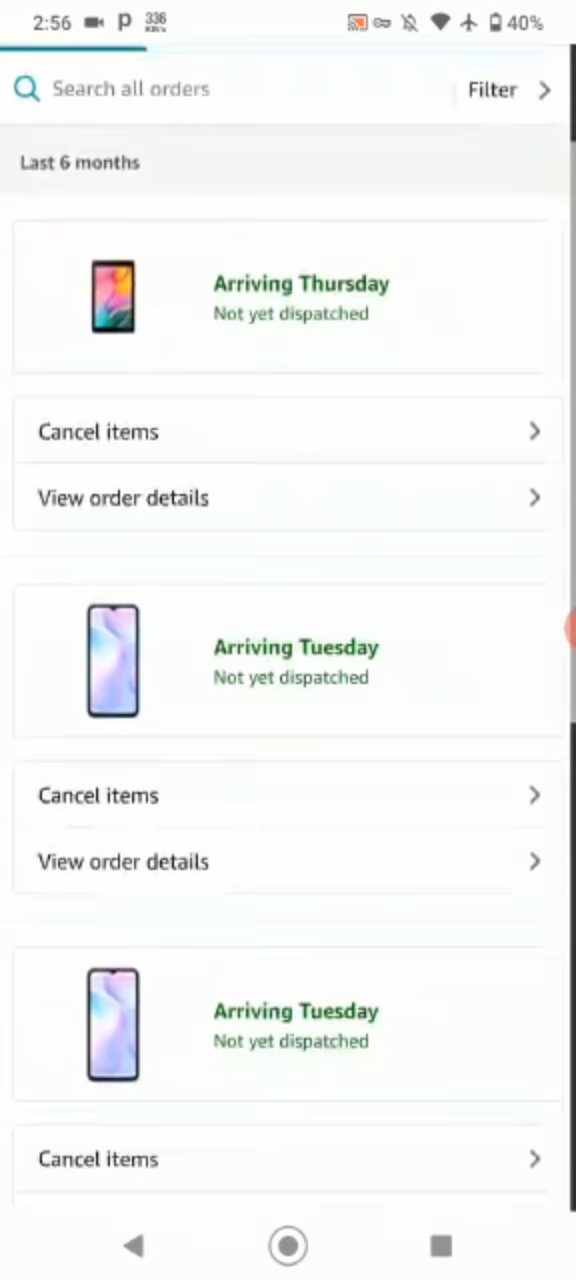 2:56 P 336 KB/s 40%
Search all orders Filter
Last 6 months
Arriving Thursday
Not yet dispatched
Cancel items
View order details
Arriving Tuesday
Not yet dispatched
Cancel items
View order details
Arriving Tuesday
Not yet dispatched
Cancel items